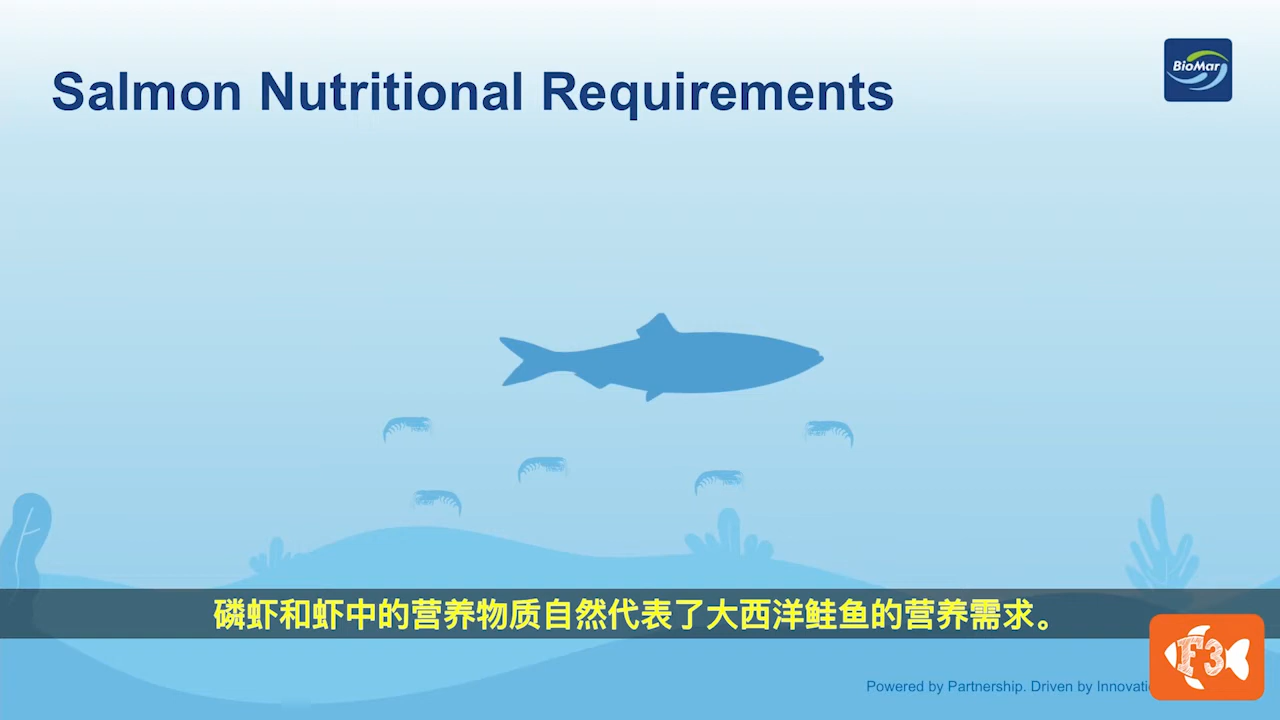 Salmon Nutritional Requirements
BioMar
磷虾和虾中的营养物质自然代表了大西洋鲑鱼的营养需求。
F3
Powered by Partnership. Driven by Innovati